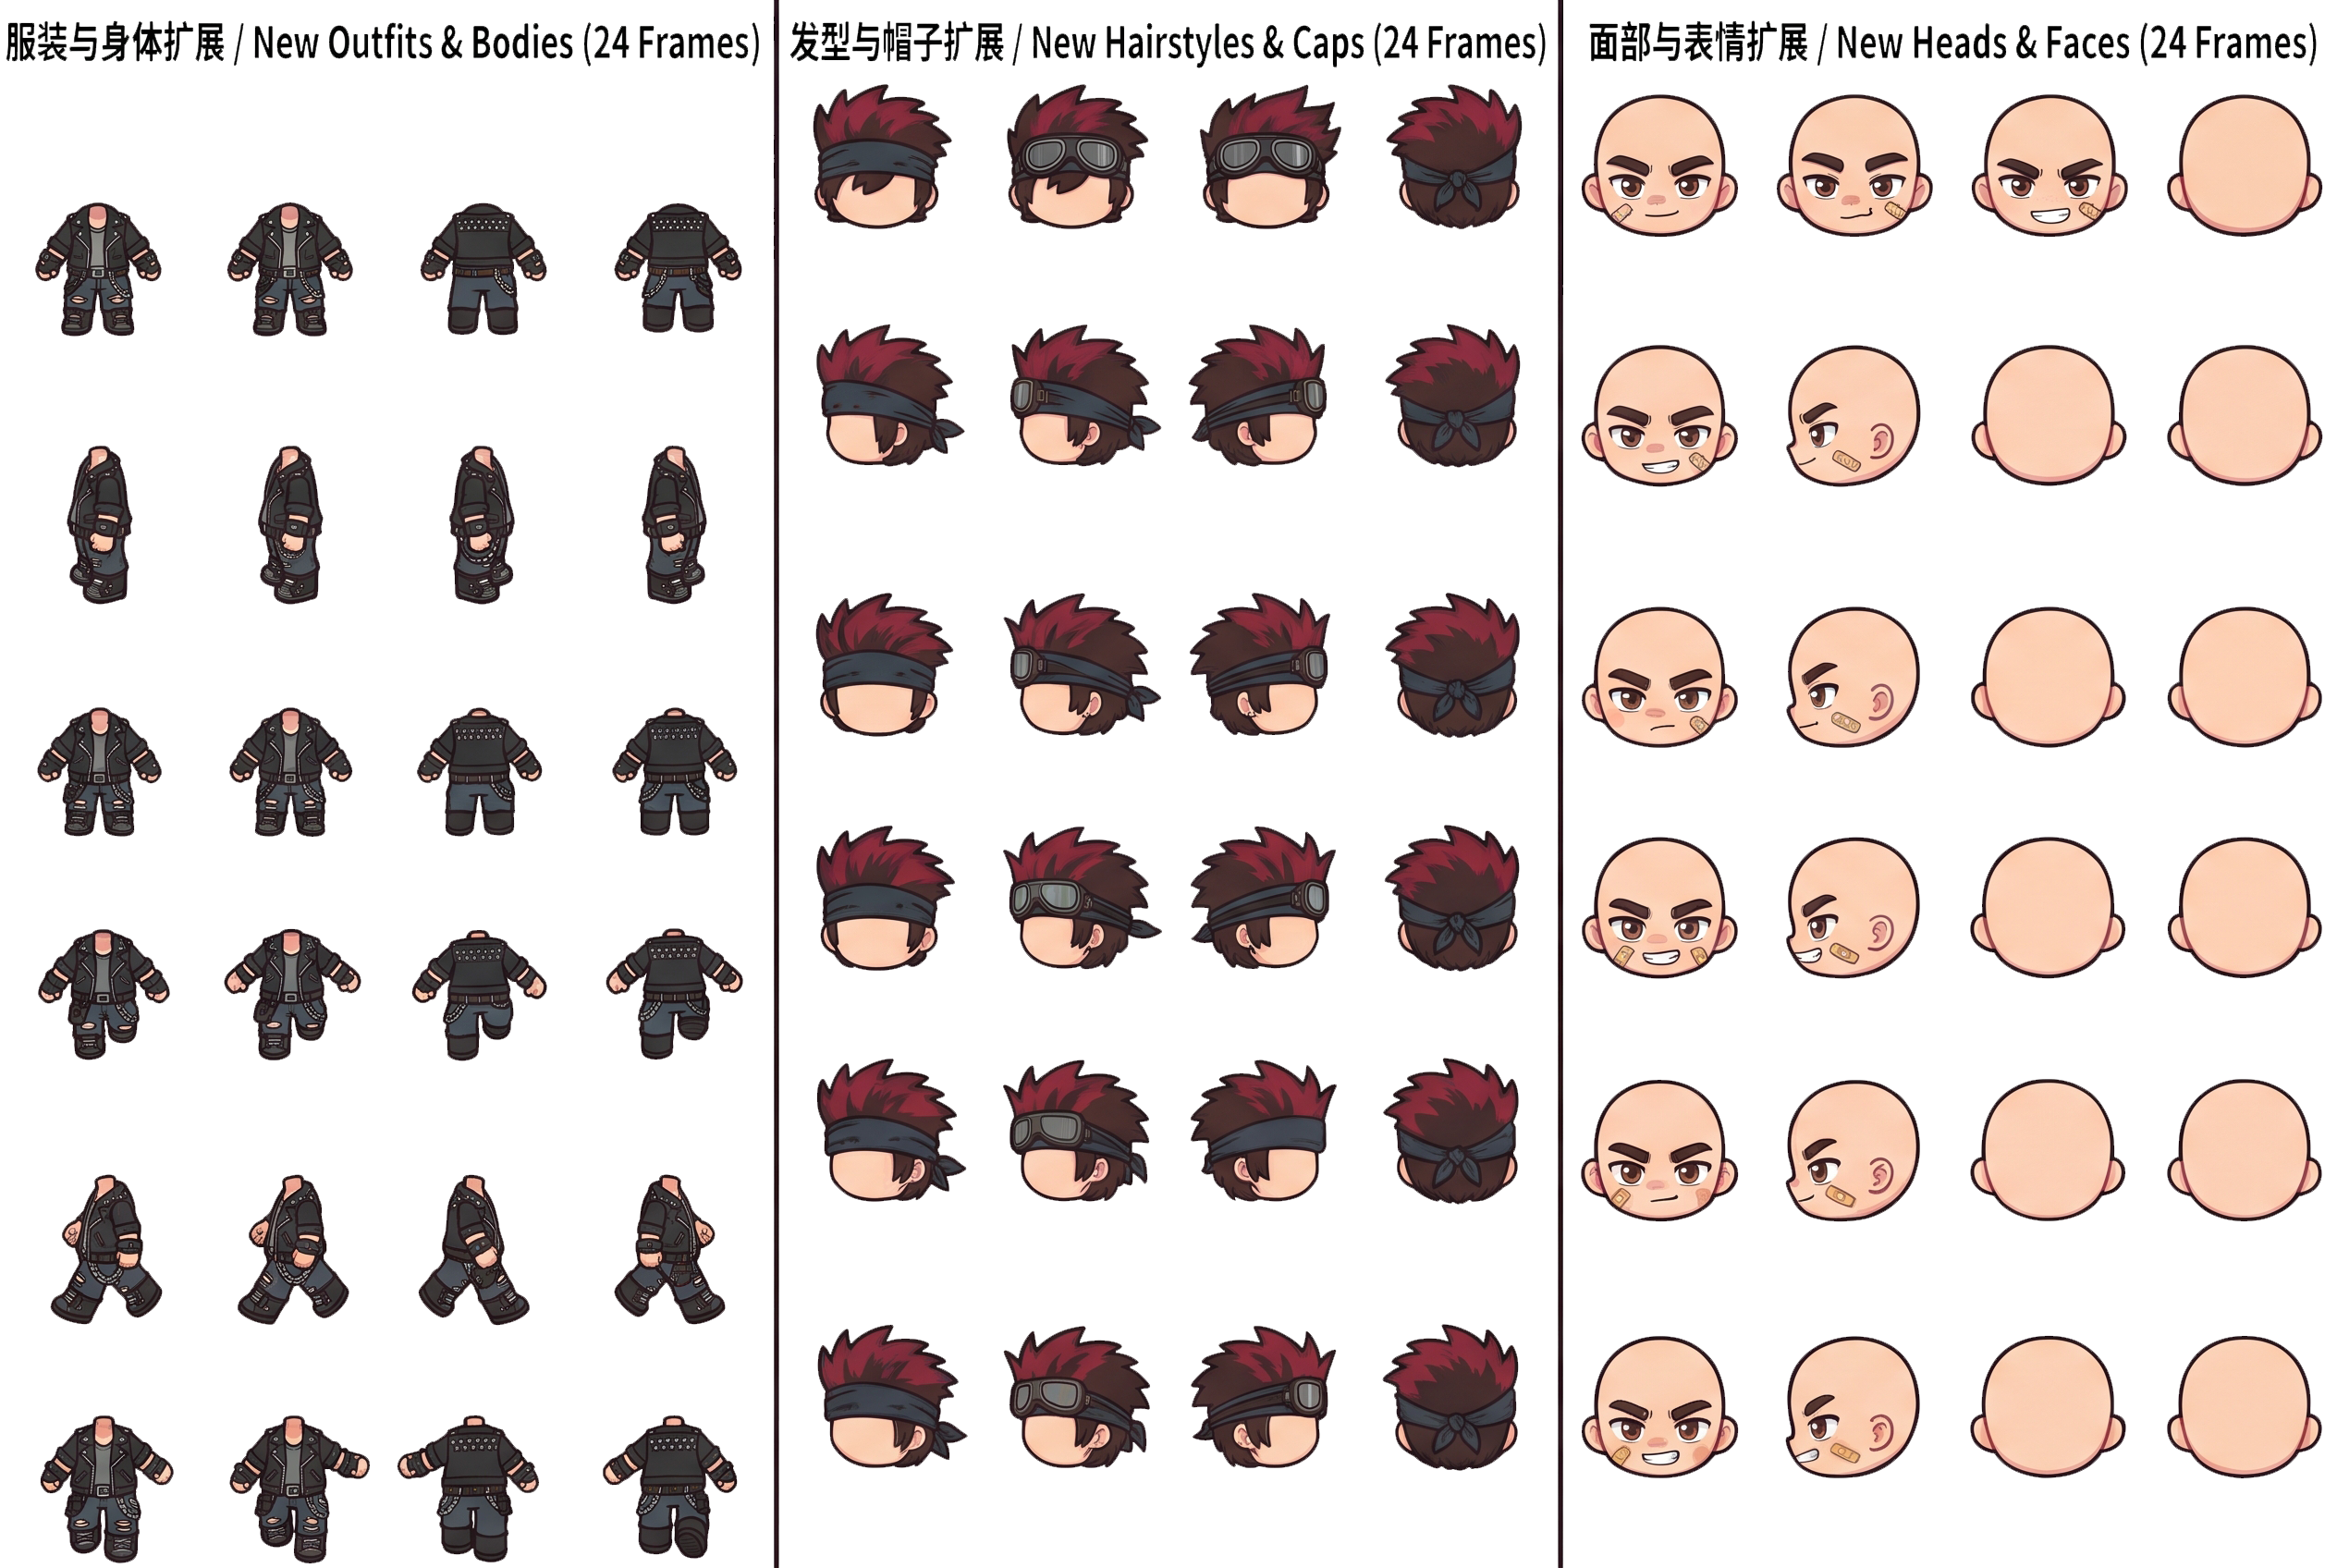 服装与身体扩展 / New Outfits & Bodies (24 Frames)
发型与帽子扩展 / New Hairstyles & Caps (24 Frames)
面部与表情扩展 / New Heads & Faces (24 Frames)